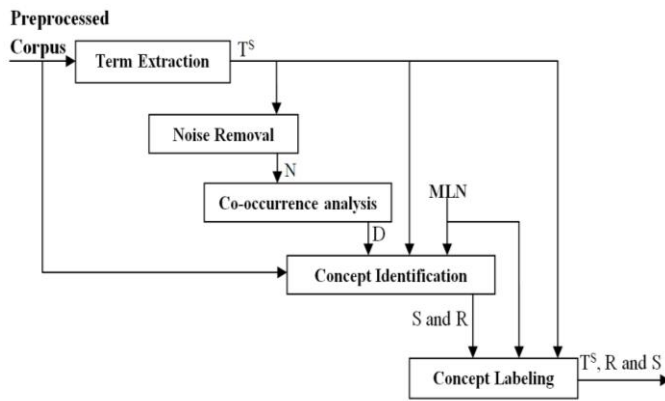 Preprocessed
Corpus
Term Extraction
T^S
Noise Removal
N
Co-occurrence analysis
MLN
D
Concept Identification
S and R
T^S, R and S
Concept Labeling